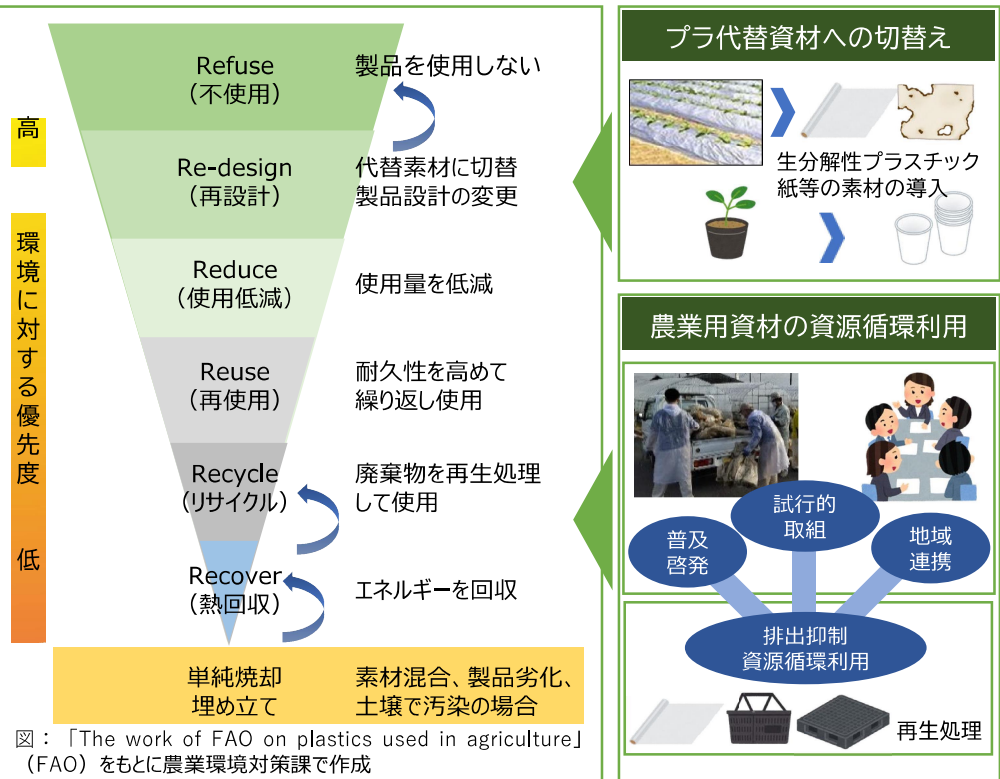 Refuse
（不使用）
製品を使用しない
高
Re-design
（再設計）
代替素材に切替
製品設計の変更
環境に対する優先度
Reduce
（使用低減）
使用量を低減
Reuse
（再使用）
耐久性を高めて
繰り返し使用
Recycle
（リサイクル）
廃棄物を再生処理
して使用
低
Recover
（熱回収）
エネルギーを回収
単純焼却
埋め立て
素材混合、製品劣化、
土壌で汚染の場合
図：「The work of FAO on plastics used in agriculture」
（FAO）をもとに農業環境対策課で作成
プラ代替資材への切替え
生分解性プラスチック
紙等の素材の導入
農業用資材の資源循環利用
普及
啓発
試行的
取組
地域
連携
排出抑制
資源循環利用
再生処理